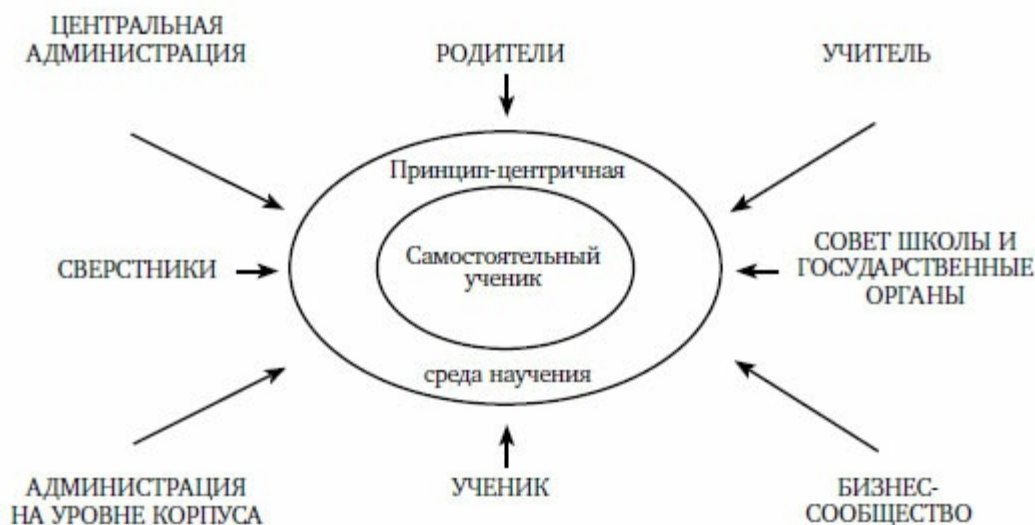 ЦЕНТРАЛЬНАЯ
АДМИНИСТРАЦИЯ
РОДИТЕЛИ
УЧИТЕЛЬ
Принцип-центричная
СВЕРСТНИКИ
Самостоятельный
ученик
СОВЕТ ШКОЛЫ И
ГОСУДАРСТВЕННЫЕ
ОРГАНЫ
среда научения
АДМИНИСТРАЦИЯ
НА УРОВНЕ КОРПУСА
УЧЕНИК
БИЗНЕС-
СООБЩЕСТВО